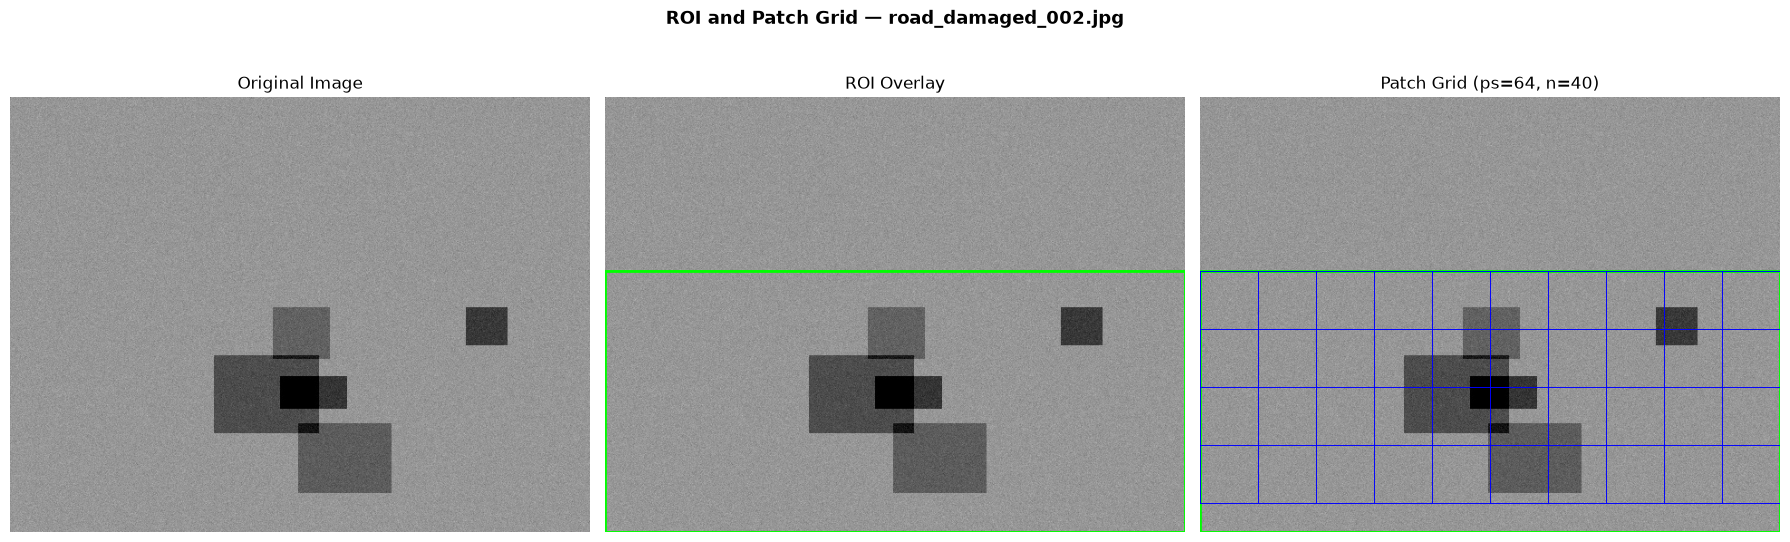 ROI and Patch Grid — road_damaged_002.jpg
Original Image
ROI Overlay
Patch Grid (ps=64, n=40)